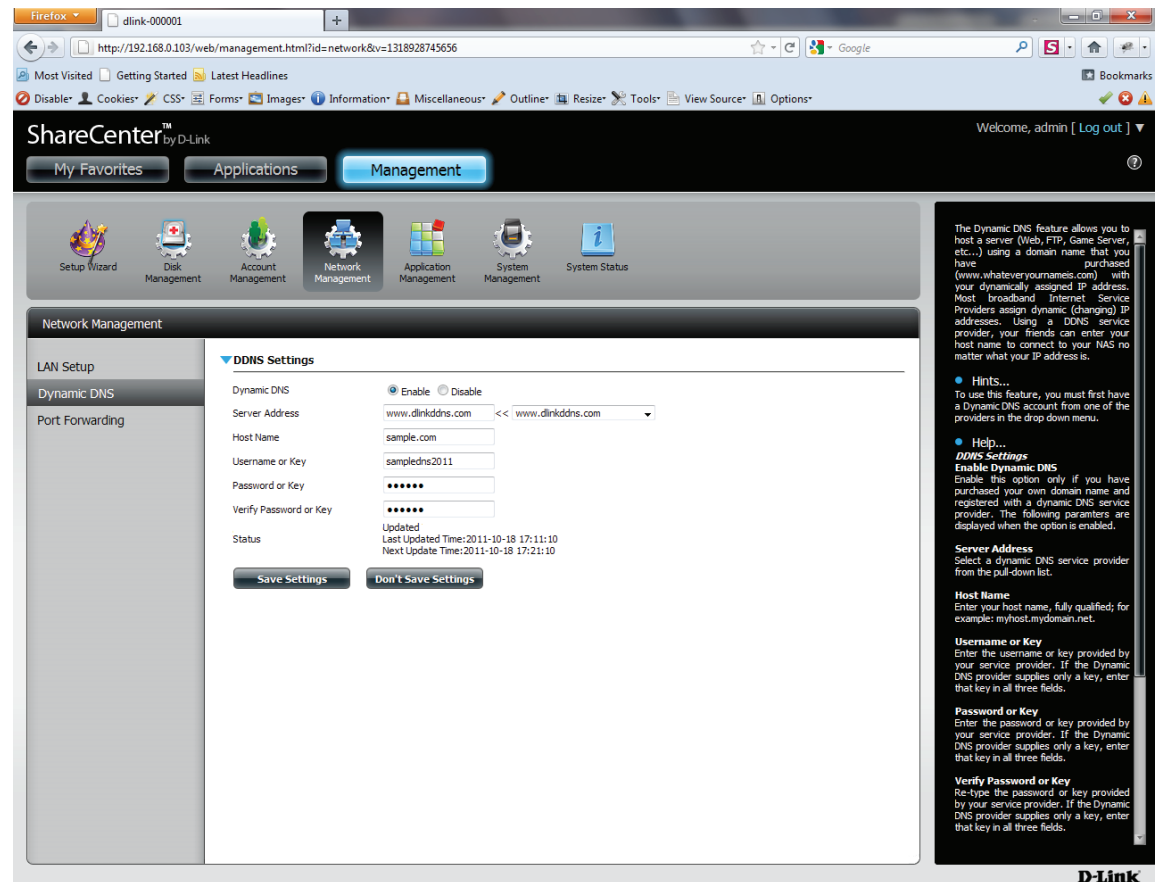 Firefox
dlink-000001
http://192.168.0.103/web/management.html?id=network&v=1318928745656
Google
Most Visited Getting Started Latest Headlines
Bookmarks
Disable Cookies CSS Forms Images Information Miscellaneous Outline Resize Tools View Source Options
ShareCenter™ by D-Link
Welcome, admin [ Log out ]
My Favorites Applications Management
Setup Wizard
Disk Management
Account Management
Network Management
Application Management
System Management
System Status
Network Management
LAN Setup
Dynamic DNS
Port Forwarding
DDNS Settings
Dynamic DNS Enable Disable
Server Address www.dlinkddns.com << www.dlinkddns.com
Host Name sample.com
Username or Key sampledns2011
Password or Key ●●●●●●
Verify Password or Key ●●●●●●
Status
Updated
Last Updated Time:2011-10-18 17:11:10
Next Update Time:2011-10-18 17:21:10
Save Settings Don't Save Settings
The Dynamic DNS feature allows you to
host a server (Web, FTP, Game Server,
etc...) using a domain name that you
have purchased
(www.whateveryournameis.com) with
your dynamically assigned IP address.
Most broadband Internet Service
Providers assign dynamic (changing) IP
addresses. Using a DDNS service
provider, your friends can enter your
host name to connect to your NAS no
matter what your IP address is.
Hints...
To use this feature, you must first have
a Dynamic DNS account from one of the
providers in the drop down menu.
Help...
DDNS Settings
Enable Dynamic DNS
Enable this option only if you have
purchased your own domain name and
registered with a dynamic DNS service
provider. The following paramters are
displayed when the option is enabled.
Server Address
Select a dynamic DNS service provider
from the pull-down list.
Host Name
Enter your host name, fully qualified; for
example: myhost.mydomain.net.
Username or Key
Enter the username or key provided by
your service provider. If the Dynamic
DNS provider supplies only a key, enter
that key in all three fields.
Password or Key
Enter the password or key provided by
your service provider. If the Dynamic
DNS provider supplies only a key, enter
that key in all three fields.
Verify Password or Key
Re-type the password or key provided
by your service provider. If the Dynamic
DNS provider supplies only a key, enter
that key in all three fields.
D-Link